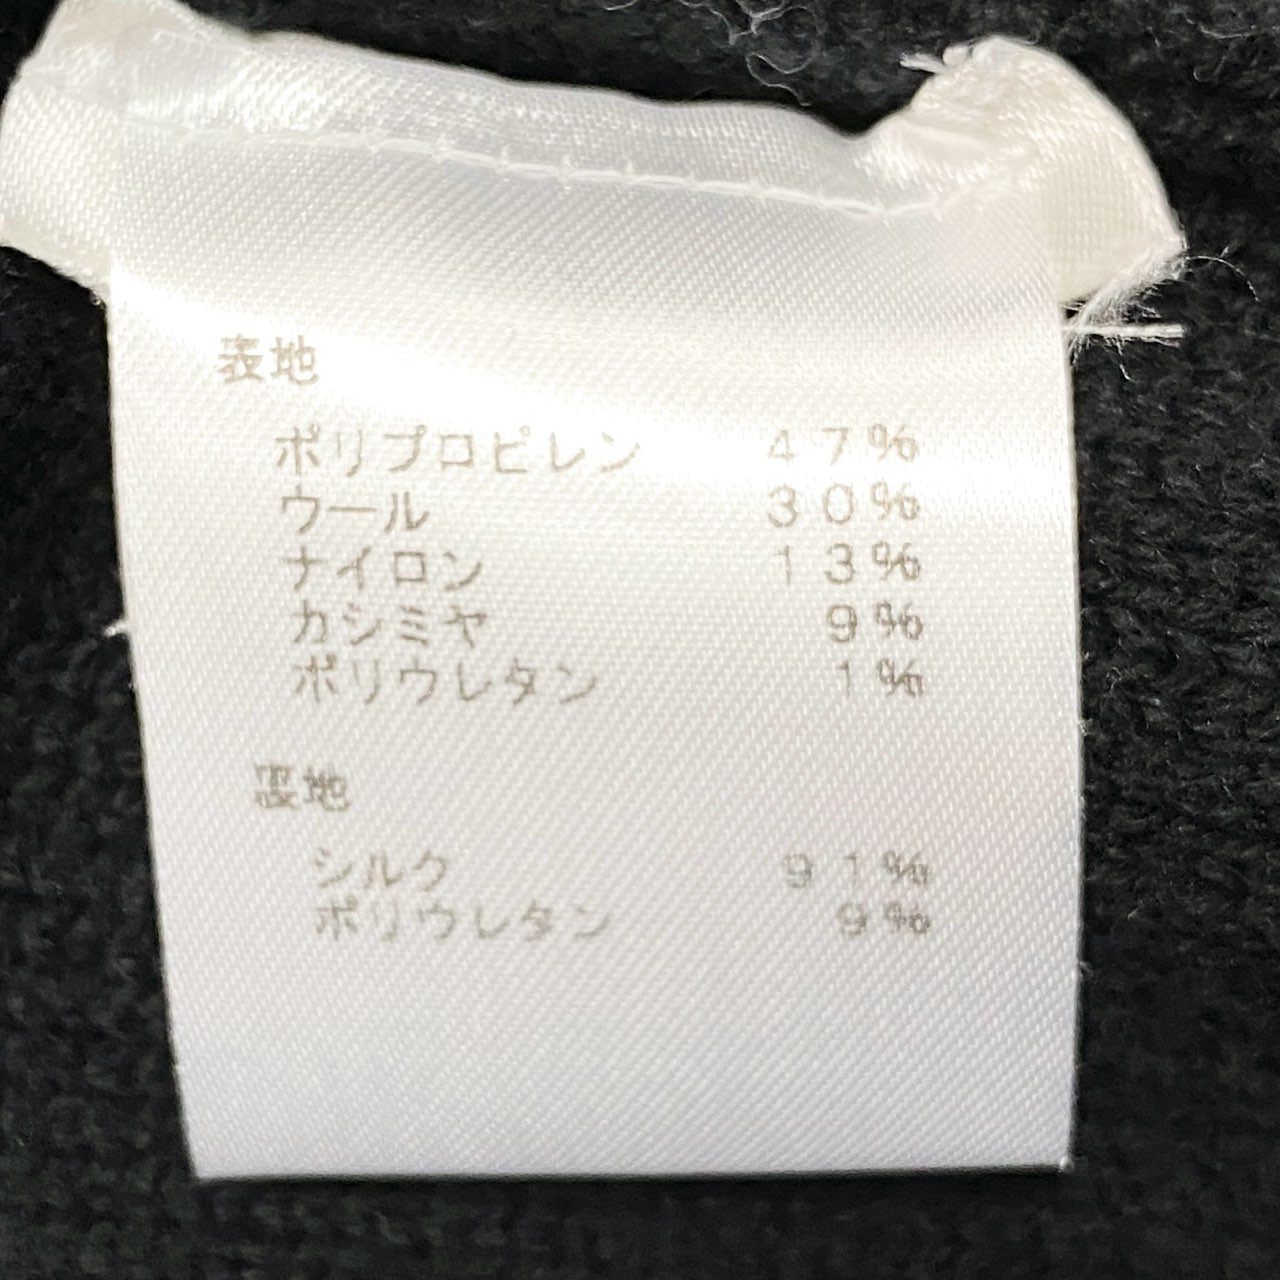 表地
ポリプロピレン 47%
ウール 30%
ナイロン 13%
カシミヤ 9%
ポリウレタン 1%
裏地
シルク 91%
ポリウレタン 9%